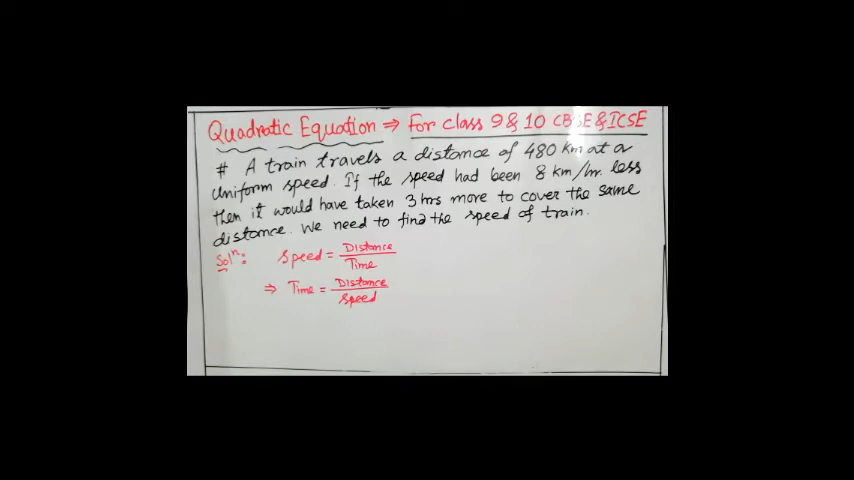 Quadratic Equation ⇒ For class 9 & 10 CBSE & ICSE
# A train travels a distance of 480 km at a
uniform speed. If the speed had been 8 km/hr. less
then it would have taken 3 hrs more to cover the same
distance. We need to find the speed of train.
Solⁿ: Speed = Distance / Time
⇒ Time = Distance / Speed